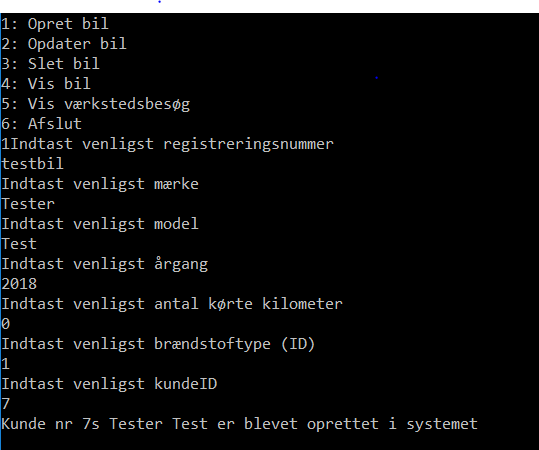 1: Opret bil
2: Opdater bil
3: Slet bil
4: Vis bil
5: Vis værkstedsbesøg
6: Afslut
1Indtast venligst registreringsnummer
testbil
Indtast venligst mærke
Tester
Indtast venligst model
Test
Indtast venligst årgang
2018
Indtast venligst antal kørte kilometer
0
Indtast venligst brændstoftype (ID)
1
Indtast venligst kundeID
7
Kunde nr 7s Tester Test er blevet oprettet i systemet